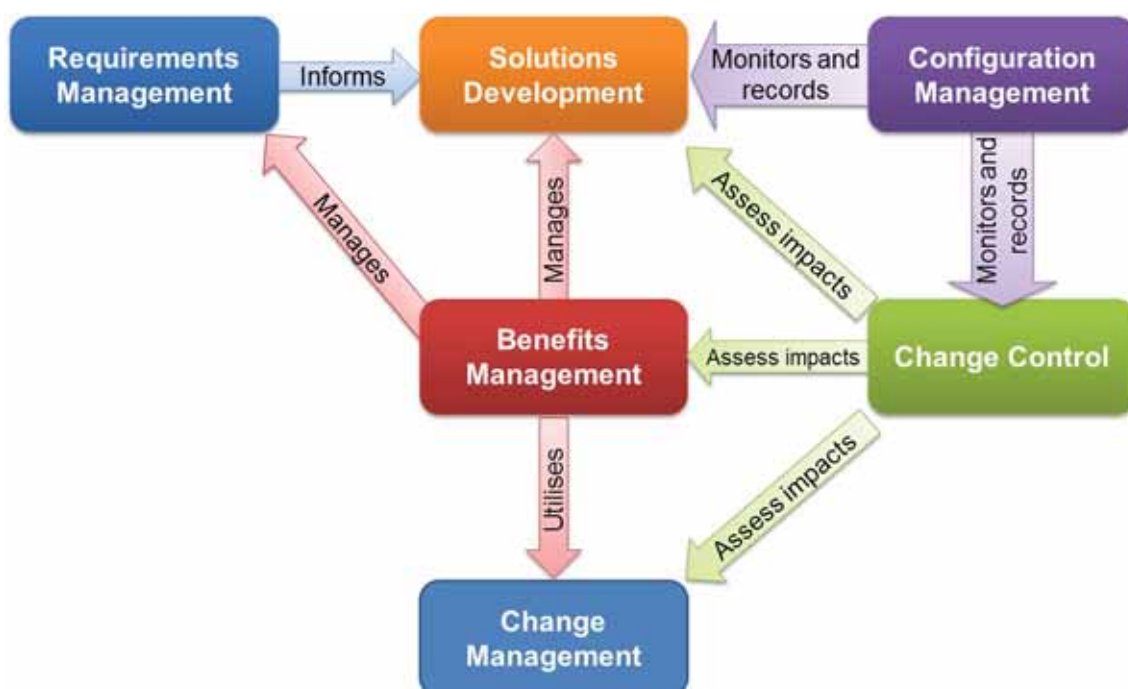 Requirements
Management
Informs
Solutions
Development
Monitors and
records
Configuration
Management
Manages
Manages
Assess impacts
Monitors and
records
Benefits
Management
Assess impacts
Change Control
Utilises
Assess impacts
Change
Management